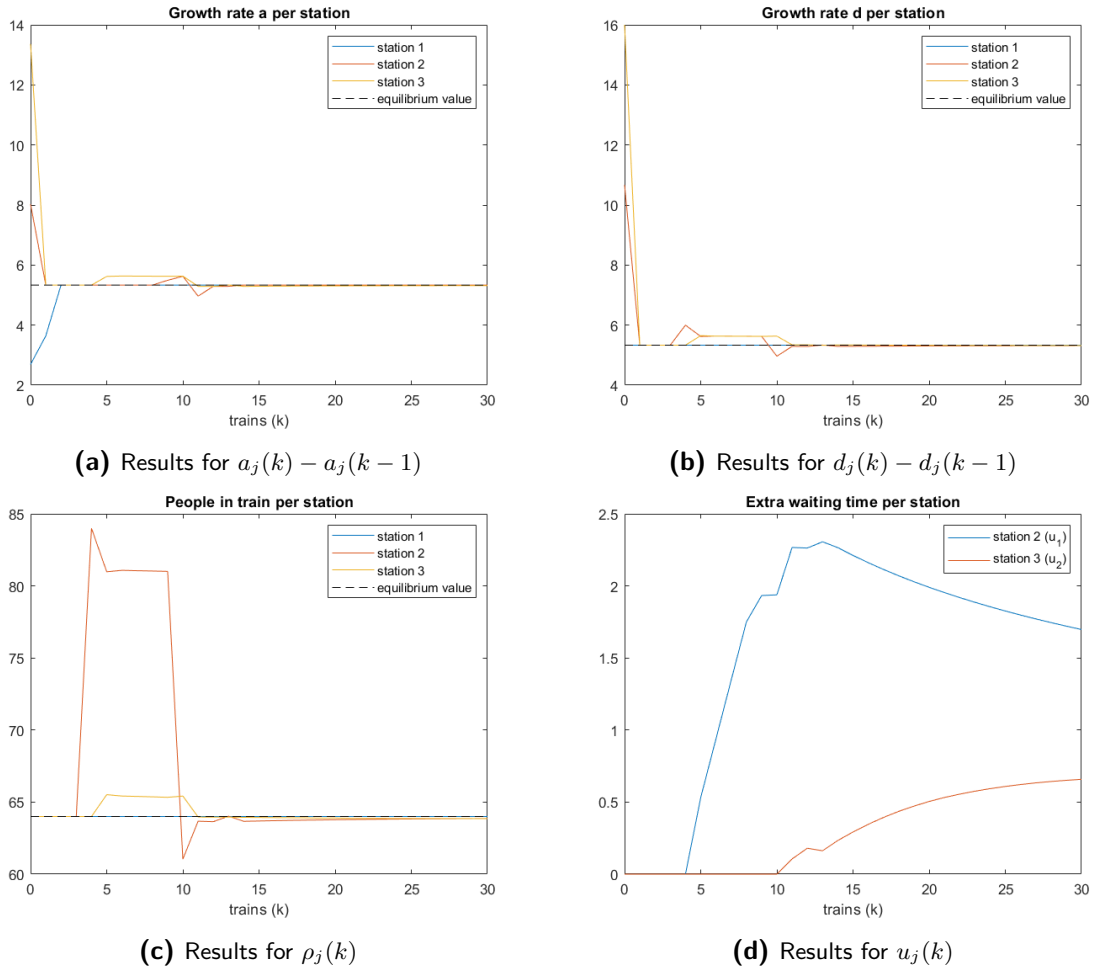 Growth rate a per station
14
12
10
8
6
4
2
0 5 10 15 20 25 30
trains (k)
station 1
station 2
station 3
equilibrium value
(a) Results for $a_j(k) - a_j(k-1)$
Growth rate d per station
16
14
12
10
8
6
4
0 5 10 15 20 25 30
trains (k)
station 1
station 2
station 3
equilibrium value
(b) Results for $d_j(k) - d_j(k-1)$
People in train per station
85
80
75
70
65
60
0 5 10 15 20 25 30
trains (k)
station 1
station 2
station 3
equilibrium value
(c) Results for $\rho_j(k)$
Extra waiting time per station
2.5
2
1.5
1
0.5
0
0 5 10 15 20 25 30
trains (k)
station 2 (u_1)
station 3 (u_2)
(d) Results for $u_j(k)$